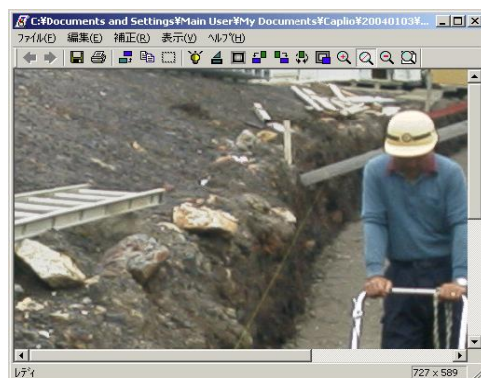 C:¥Documents and Settings¥Main User¥My Documents¥Caplio¥20040103¥...
ファイル(F) 編集(E) 補正(R) 表示(V) ヘルプ(H)
レディ
727 x 589